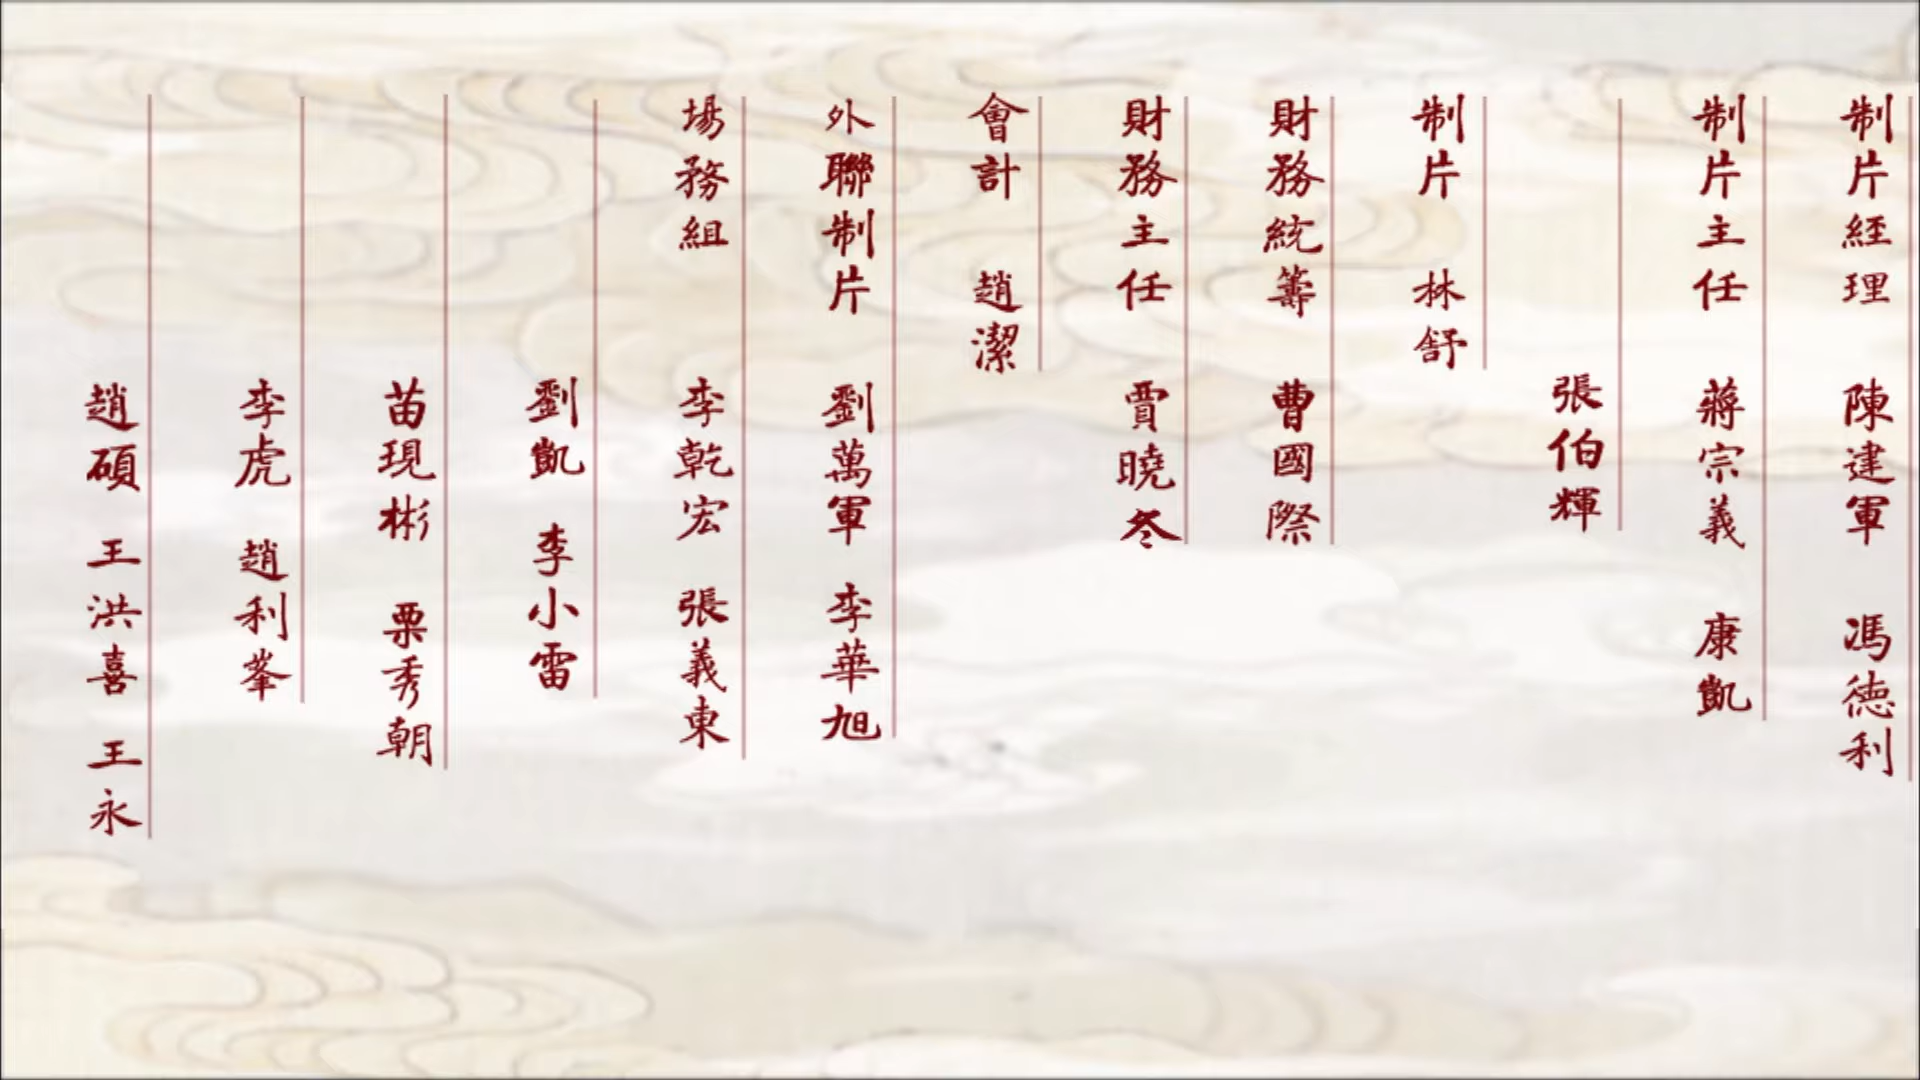 制片経理 陳建軍 馮徳利
制片主任 蔣宗義 康凱
張伯輝
制片 林舒
財務統籌 曹國際
財務主任 賈曉冬
會計 趙潔
外聯制片 劉萬軍 李華旭
場務組 李乾宏 張義東
劉凱 李小雷
苗現彬 栗秀朝
李虎 趙利峯
趙碩 王洪喜 王永